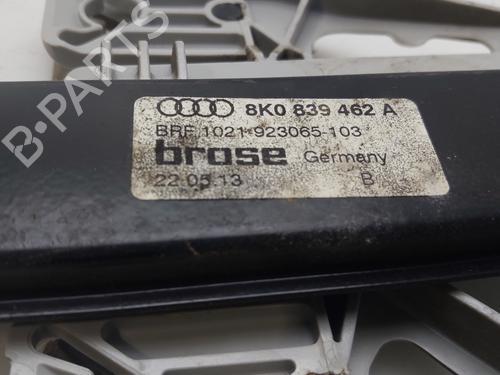 8K0 839 462 A
BRF 1021-923065-103
brose Germany
22.05.13 B
B-PARTS